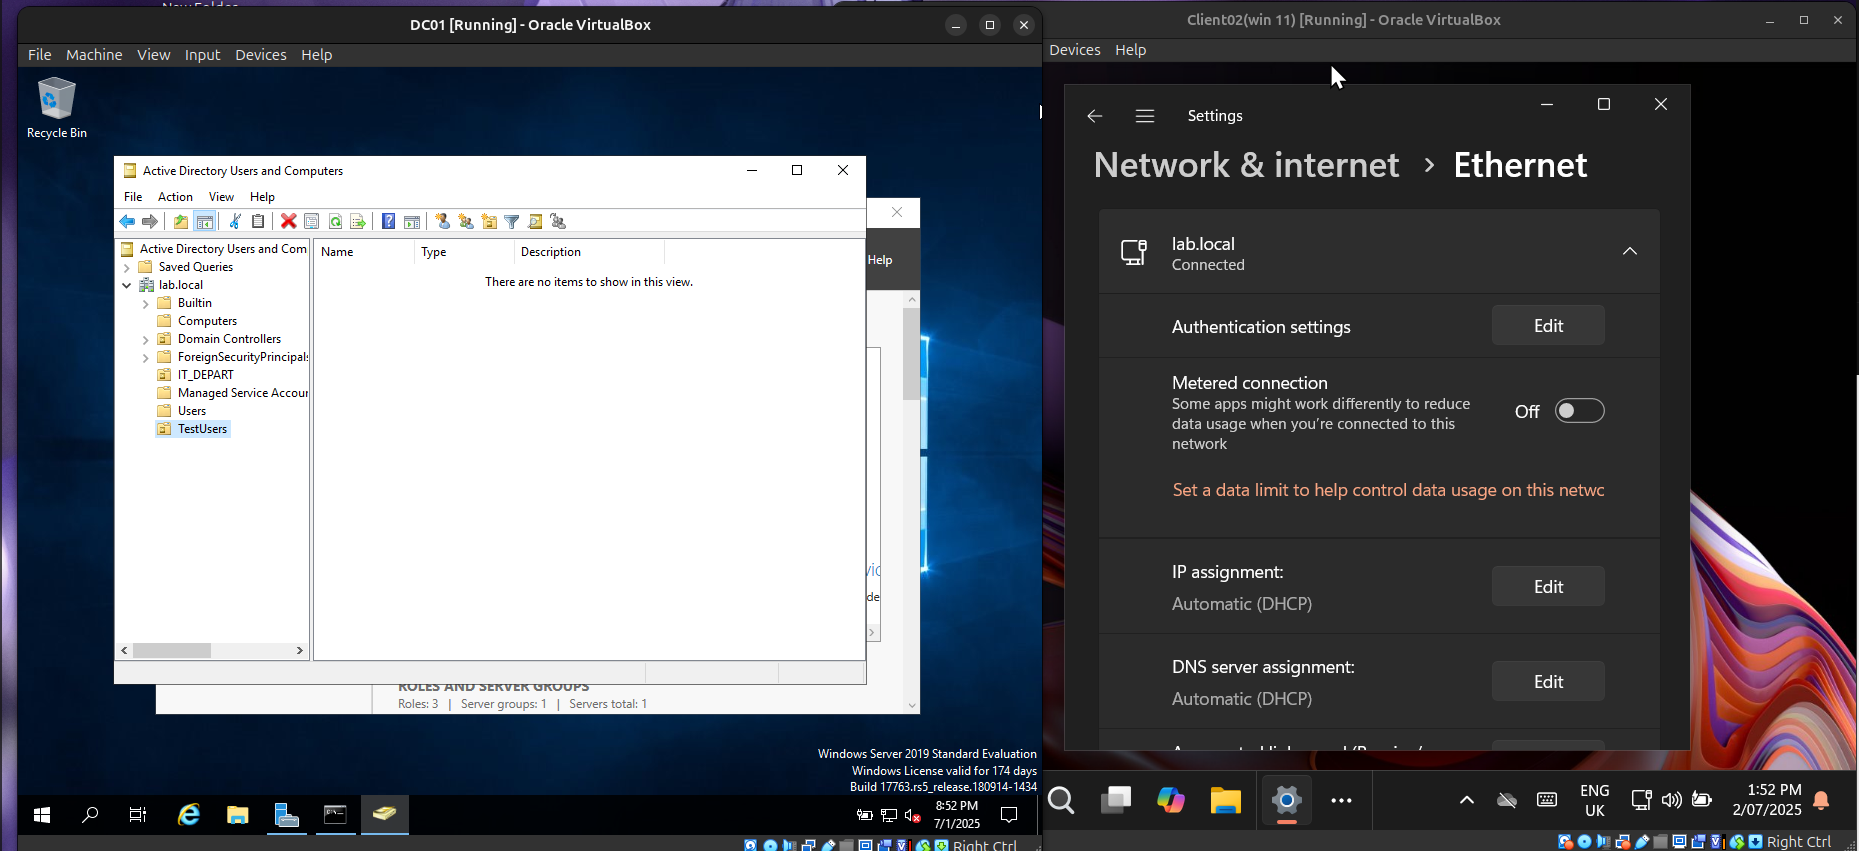 New Folder
DC01 [Running] - Oracle VirtualBox
File Machine View Input Devices Help
Recycle Bin
Active Directory Users and Computers
File Action View Help
Active Directory Users and Com
Saved Queries
lab.local
Builtin
Computers
Domain Controllers
ForeignSecurityPrincipals
IT_DEPART
Managed Service Accour
Users
TestUsers
Name Type Description
There are no items to show in this view.
Help
de
ROLES AND SERVER GROUPS
Roles: 3 | Server groups: 1 | Servers total: 1
Windows Server 2019 Standard Evaluation
Windows License valid for 174 days
Build 17763.rs5_release.180914-1434
8:52 PM
7/1/2025
Right Ctrl
Client02(win 11) [Running] - Oracle VirtualBox
Devices Help
Settings
Network & internet › Ethernet
lab.local
Connected
Authentication settings
Edit
Metered connection
Some apps might work differently to reduce
data usage when you're connected to this
network
Off
Set a data limit to help control data usage on this netwc
IP assignment:
Automatic (DHCP)
Edit
DNS server assignment:
Automatic (DHCP)
Edit
ENG
UK
1:52 PM
2/07/2025
Right Ctrl